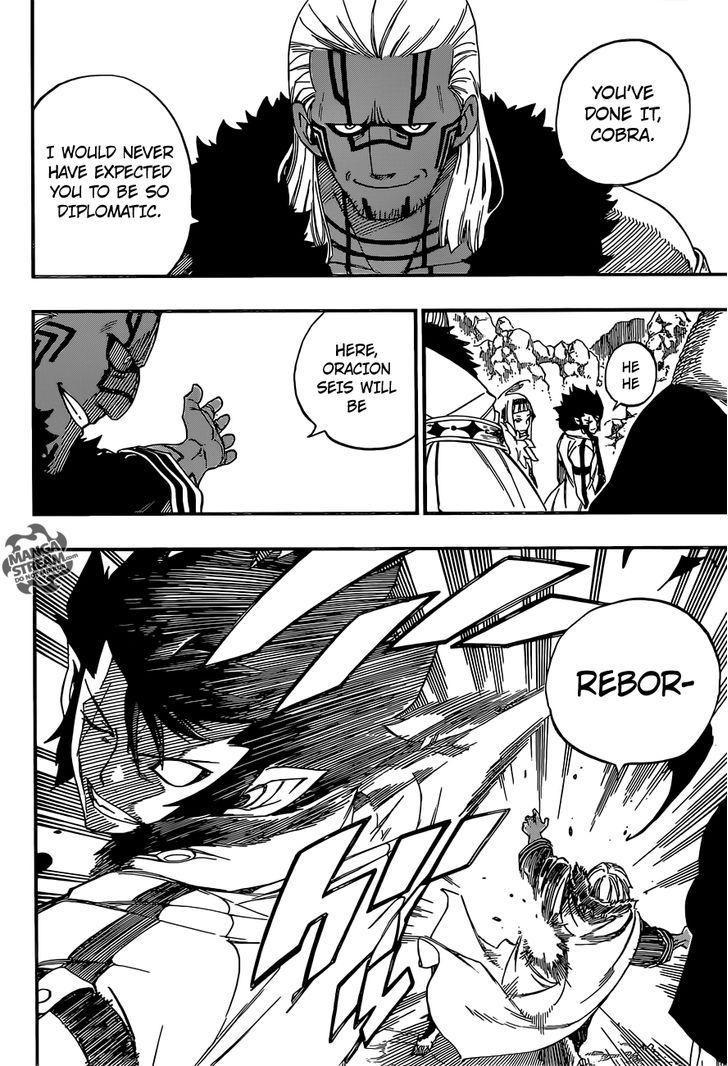 YOU'VE
DONE IT,
COBRA.
I WOULD NEVER
HAVE EXPECTED
YOU TO BE SO
DIPLOMATIC.
HE
HE
HERE,
ORACION
SEIS WILL
BE
MANGA
STREAM.com
REBOR-